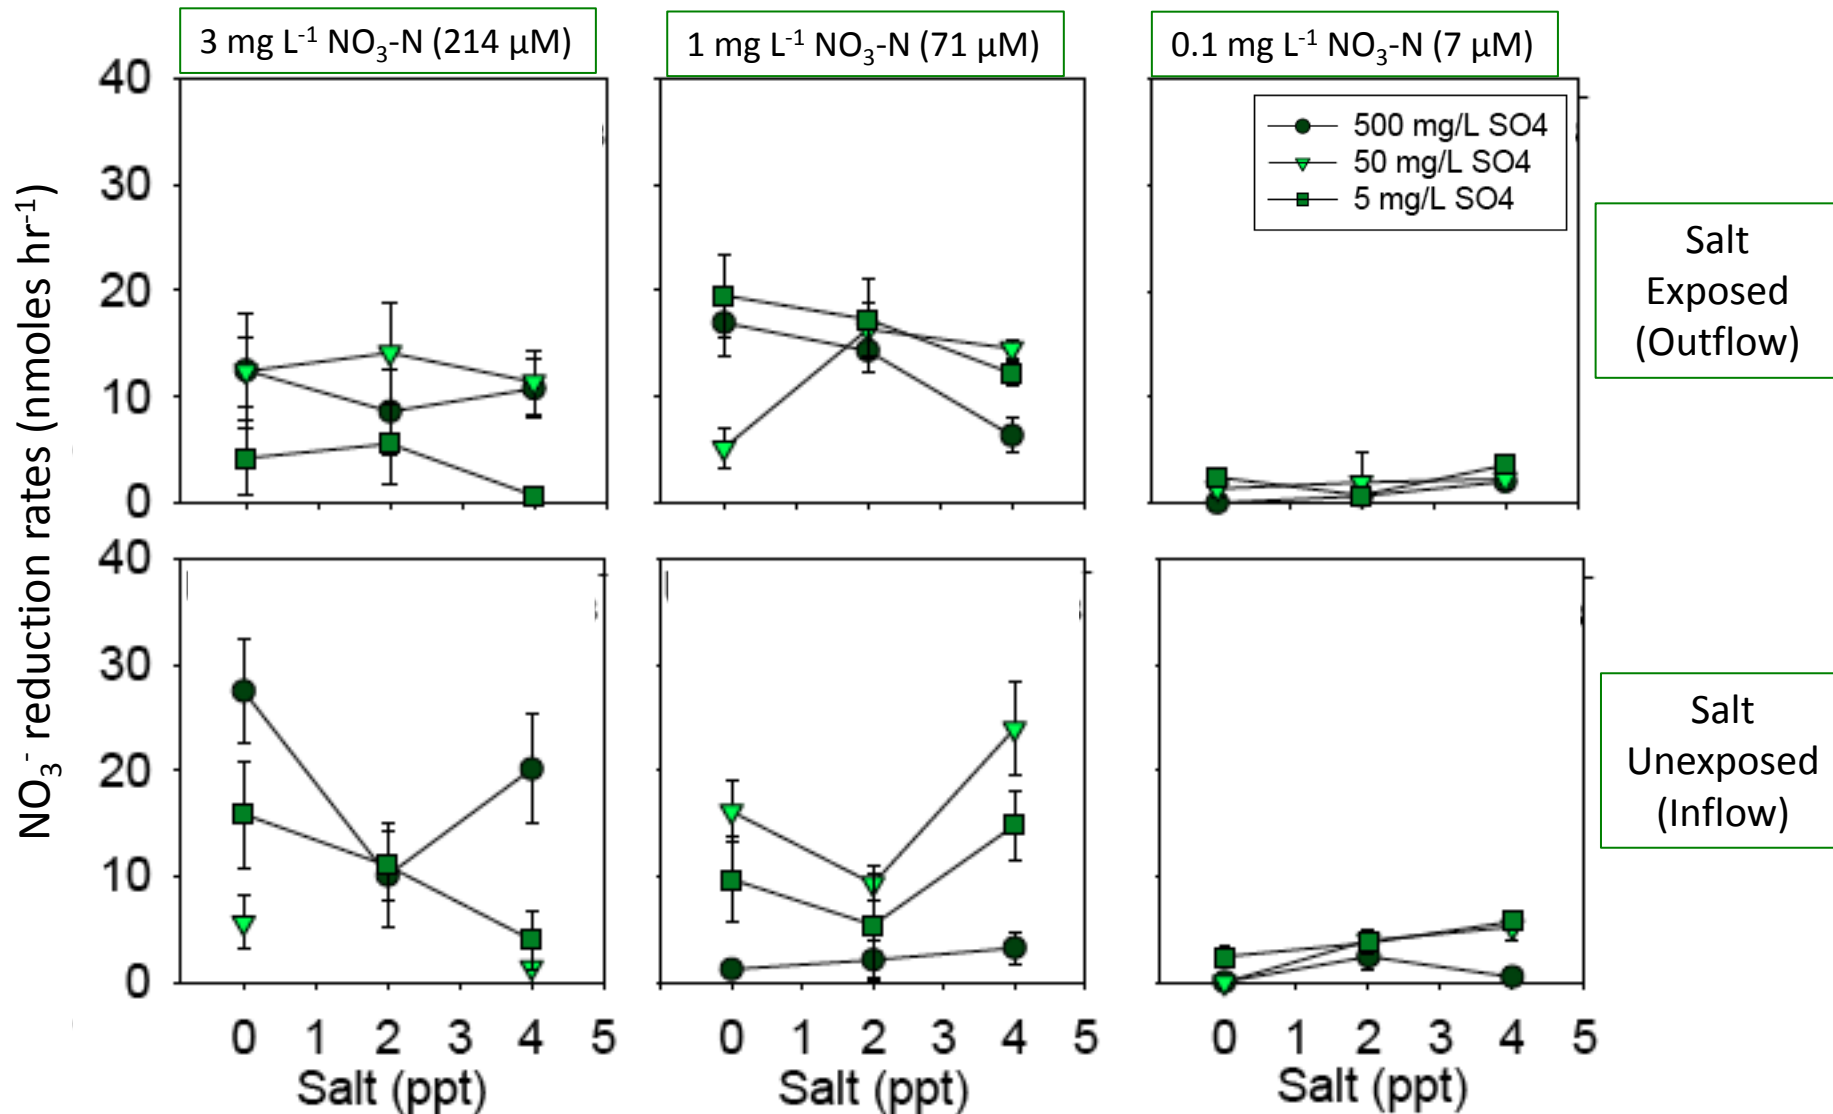 3 mg L⁻¹ NO₃-N (214 µM)
1 mg L⁻¹ NO₃-N (71 µM)
0.1 mg L⁻¹ NO₃-N (7 µM)
NO₃⁻ reduction rates (nmoles hr⁻¹)
40
30
20
10
0
500 mg/L SO4
50 mg/L SO4
5 mg/L SO4
Salt
Exposed
(Outflow)
40
30
20
10
0
Salt
Unexposed
(Inflow)
0 1 2 3 4 5
0 1 2 3 4 5
0 1 2 3 4 5
Salt (ppt)
Salt (ppt)
Salt (ppt)